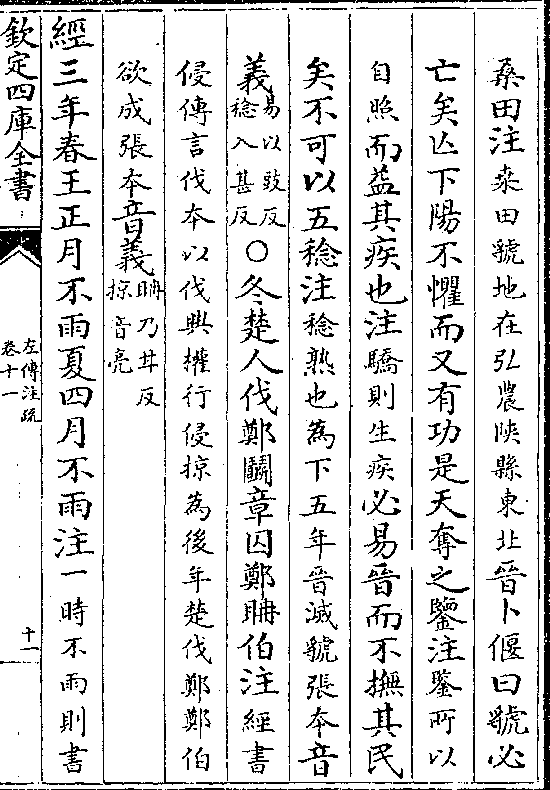 桑田注桑田虢地在弘農陜縣東北晉卜偃曰虢必
亡矣亡下陽不懼而又有功是天奪之鑒注鑒所以
自照而益其疾也注驕則生疾必易晉而不撫其民
矣不可以五稔注稔熟也為下五年晉滅虢張本音
義易以豉反稔入甚反○冬楚人伐鄭鬭章囚鄭聃伯注經書
侵傳言伐本以伐興權行侵掠為後年楚伐鄭鄭伯
欲成張本音義聃乃甘反掠音亮
經三年春王正月不雨夏四月不雨注一時不雨則書
欽定四庫全書
左傳注疏
卷十一
十一